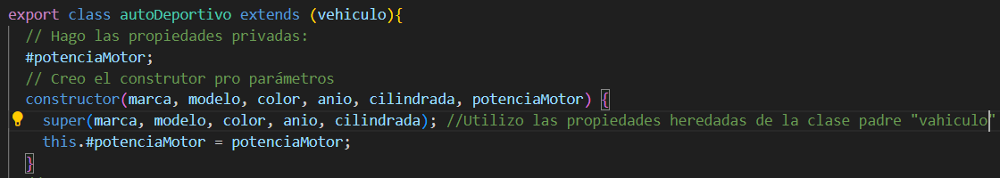 export class autoDeportivo extends (vehiculo){
// Hago las propiedades privadas:
#potenciaMotor;
// Creo el construtor pro parámetros
constructor(marca, modelo, color, anio, cilindrada, potenciaMotor) {
super(marca, modelo, color, anio, cilindrada); //Utilizo las propiedades heredadas de la clase padre "vahiculo"
this.#potenciaMotor = potenciaMotor;
}